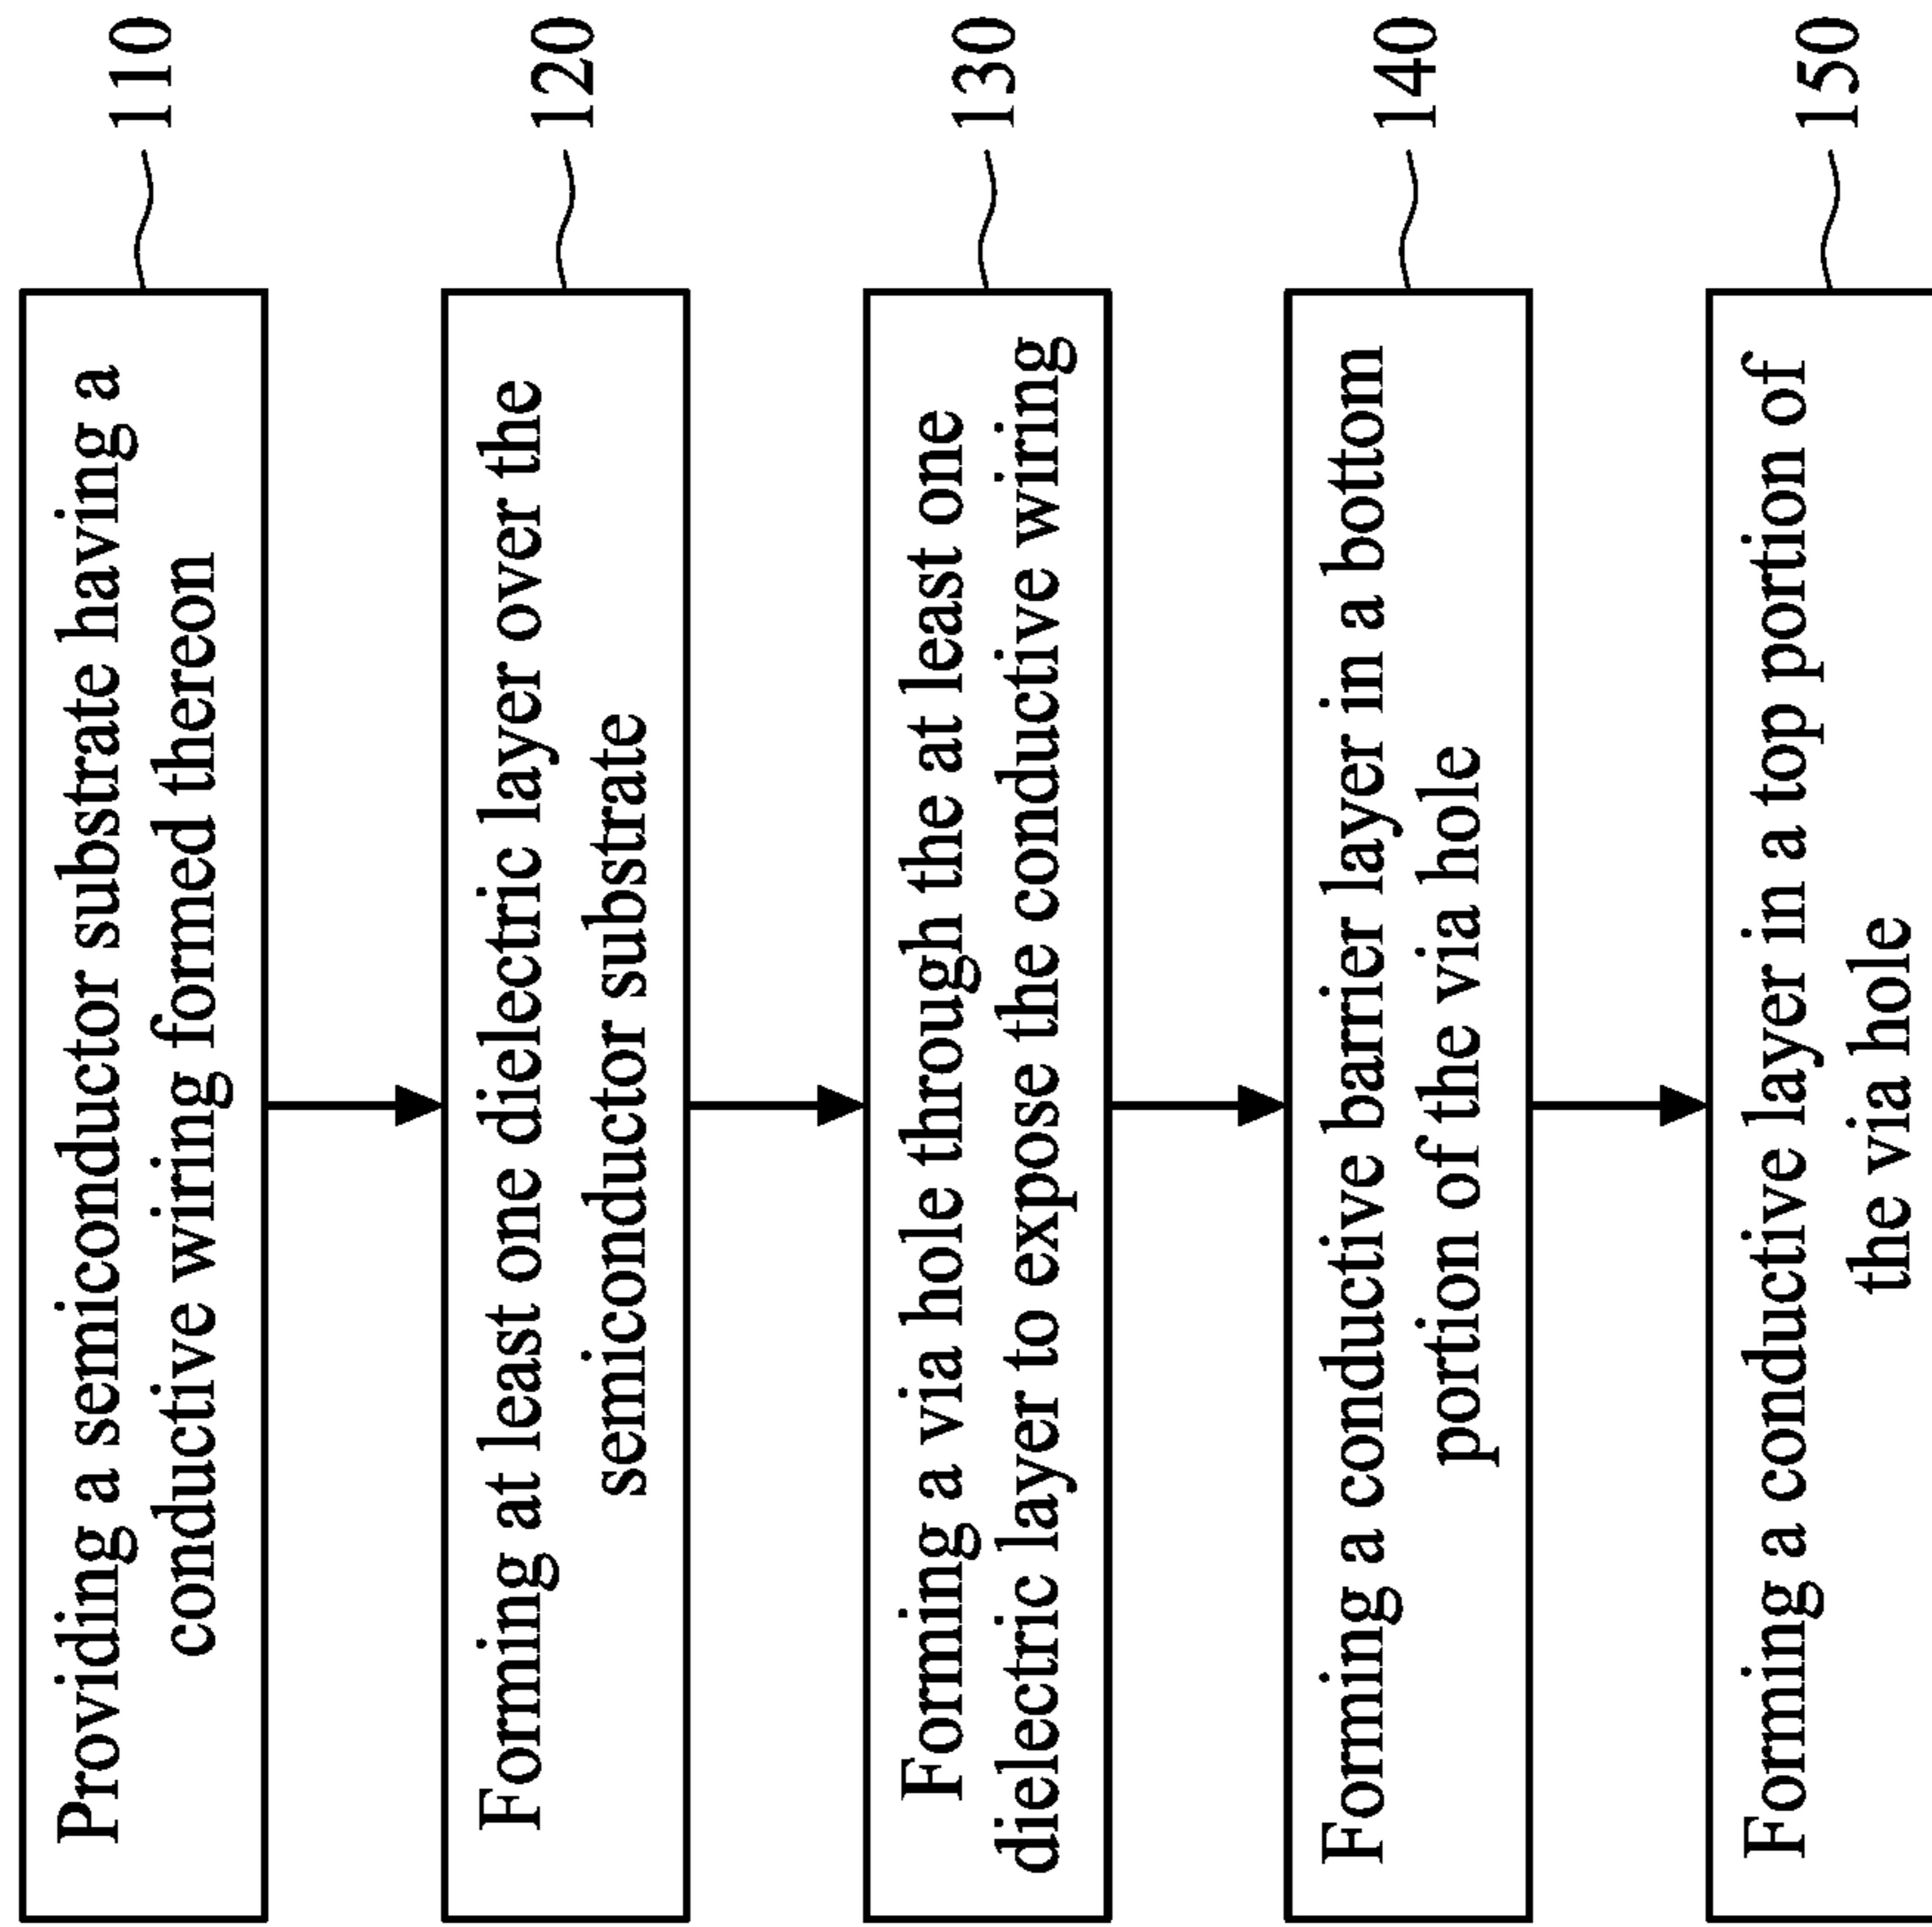 Providing a semiconductor substrate having a
conductive wiring formed thereon
110
Forming at least one dielectric layer over the
semiconductor substrate
120
Forming a via hole through the at least one
dielectric layer to expose the conductive wiring
130
Forming a conductive barrier layer in a bottom
portion of the via hole
140
Forming a conductive layer in a top portion of
the via hole
150